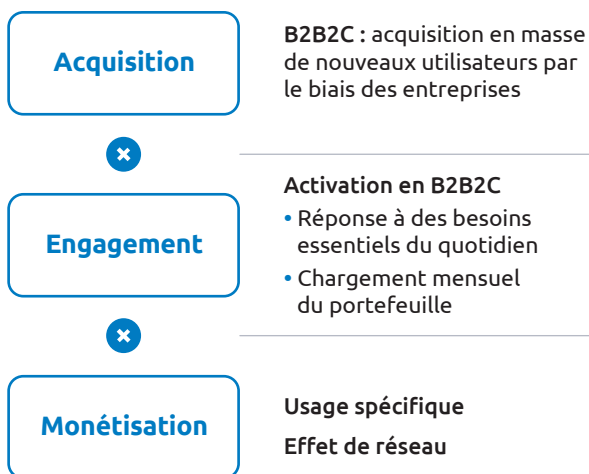 Acquisition
B2B2C : acquisition en masse
de nouveaux utilisateurs par
le biais des entreprises
Engagement
Activation en B2B2C
• Réponse à des besoins
essentiels du quotidien
• Chargement mensuel
du portefeuille
Monétisation
Usage spécifique
Effet de réseau